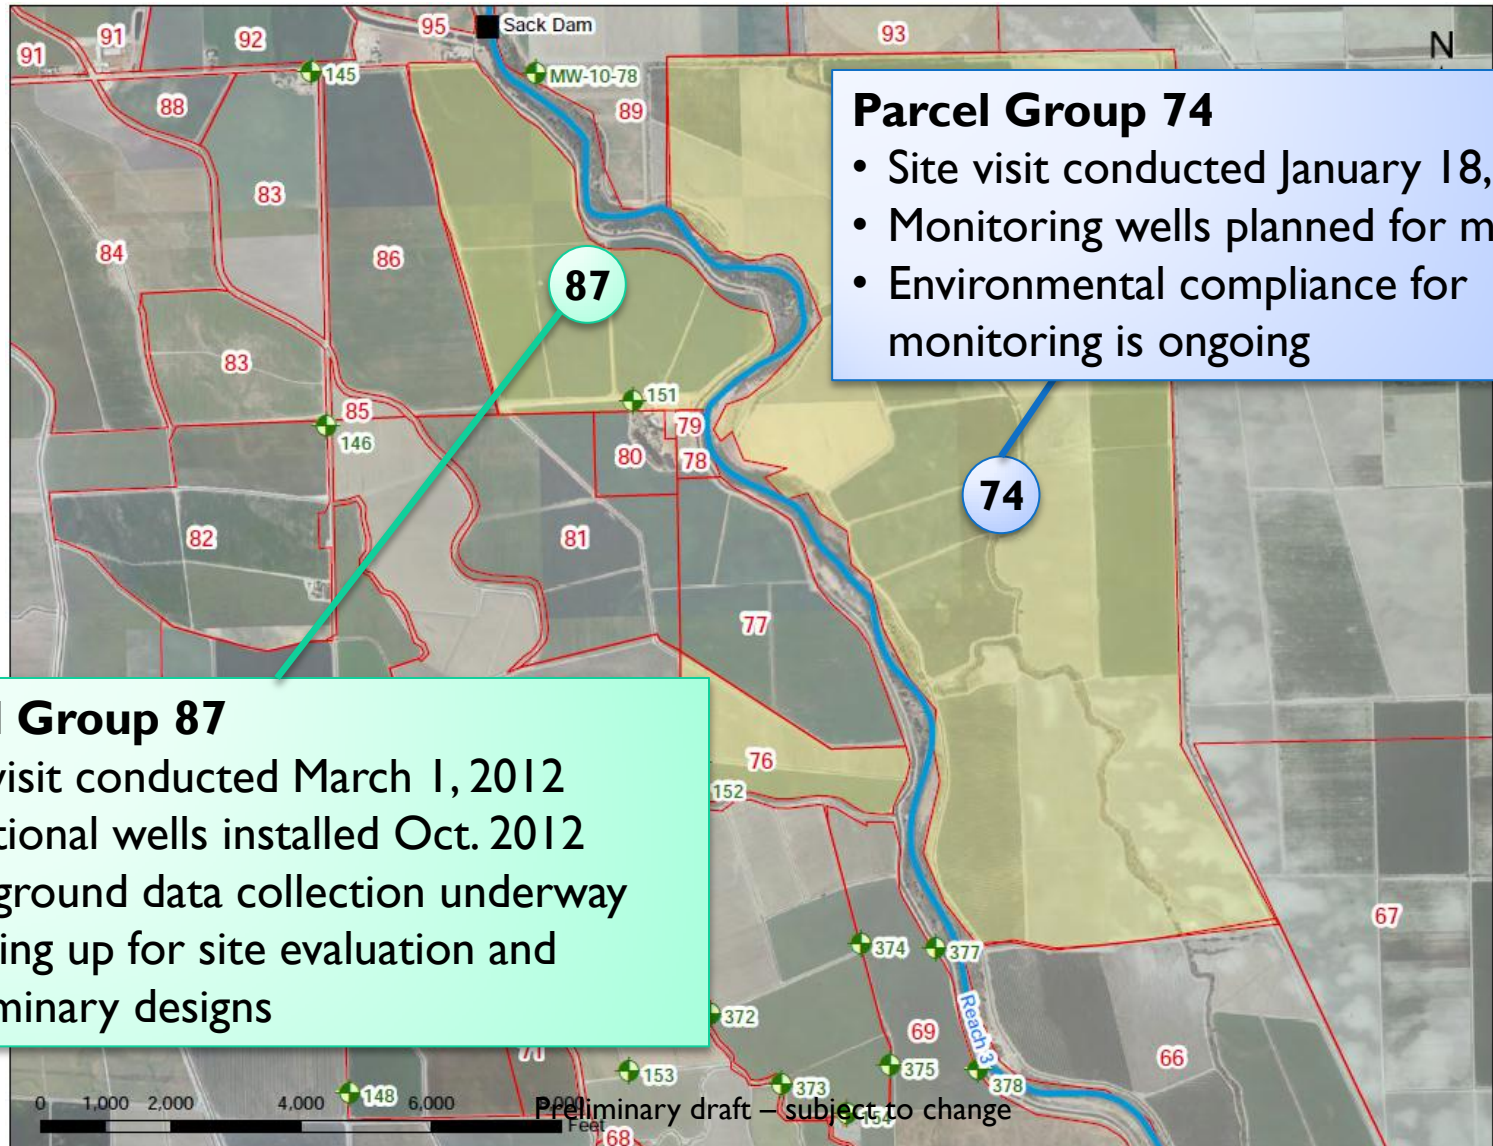 95
Sack Dam
93
N
91
91
92
145
MW-10-78
88
89
Parcel Group 74
• Site visit conducted January 18,
• Monitoring wells planned for m
• Environmental compliance for
monitoring is ongoing
83
84
86
87
83
151
85
79
146
80
78
74
82
81
77
Group 87
visit conducted March 1, 2012
tional wells installed Oct. 2012
ground data collection underway
ing up for site evaluation and
minary designs
76
152
67
374
377
372
Reach 3
69
71
66
153
375
373
378
148
154
0 1,000 2,000 4,000 6,000 8,000
Feet
Preliminary draft – subject to change
68